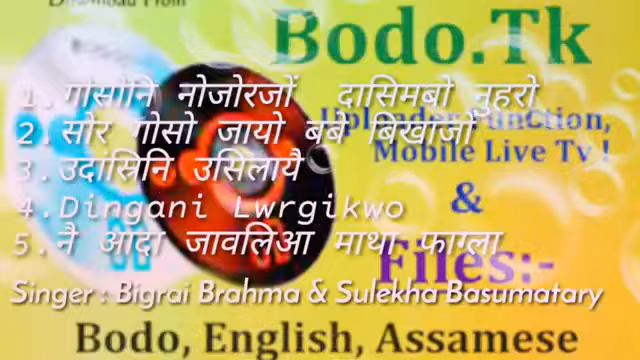 Download From
Bodo.Tk
1.गोसोनि नोजोरजों दासिमबो नुहरो
Uploader Function,
2.सोर गोसो जायो बबे बिखाजों
Mobile Live Tv !
3.उदास्रिनि उसिलायै
&
4.Dingani Lwrgikwo
5.नै आदा जावलिआ माथा फाग्ला
Files:-
Singer : Bigrai Brahma & Sulekha Basumatary
Bodo, English, Assamese